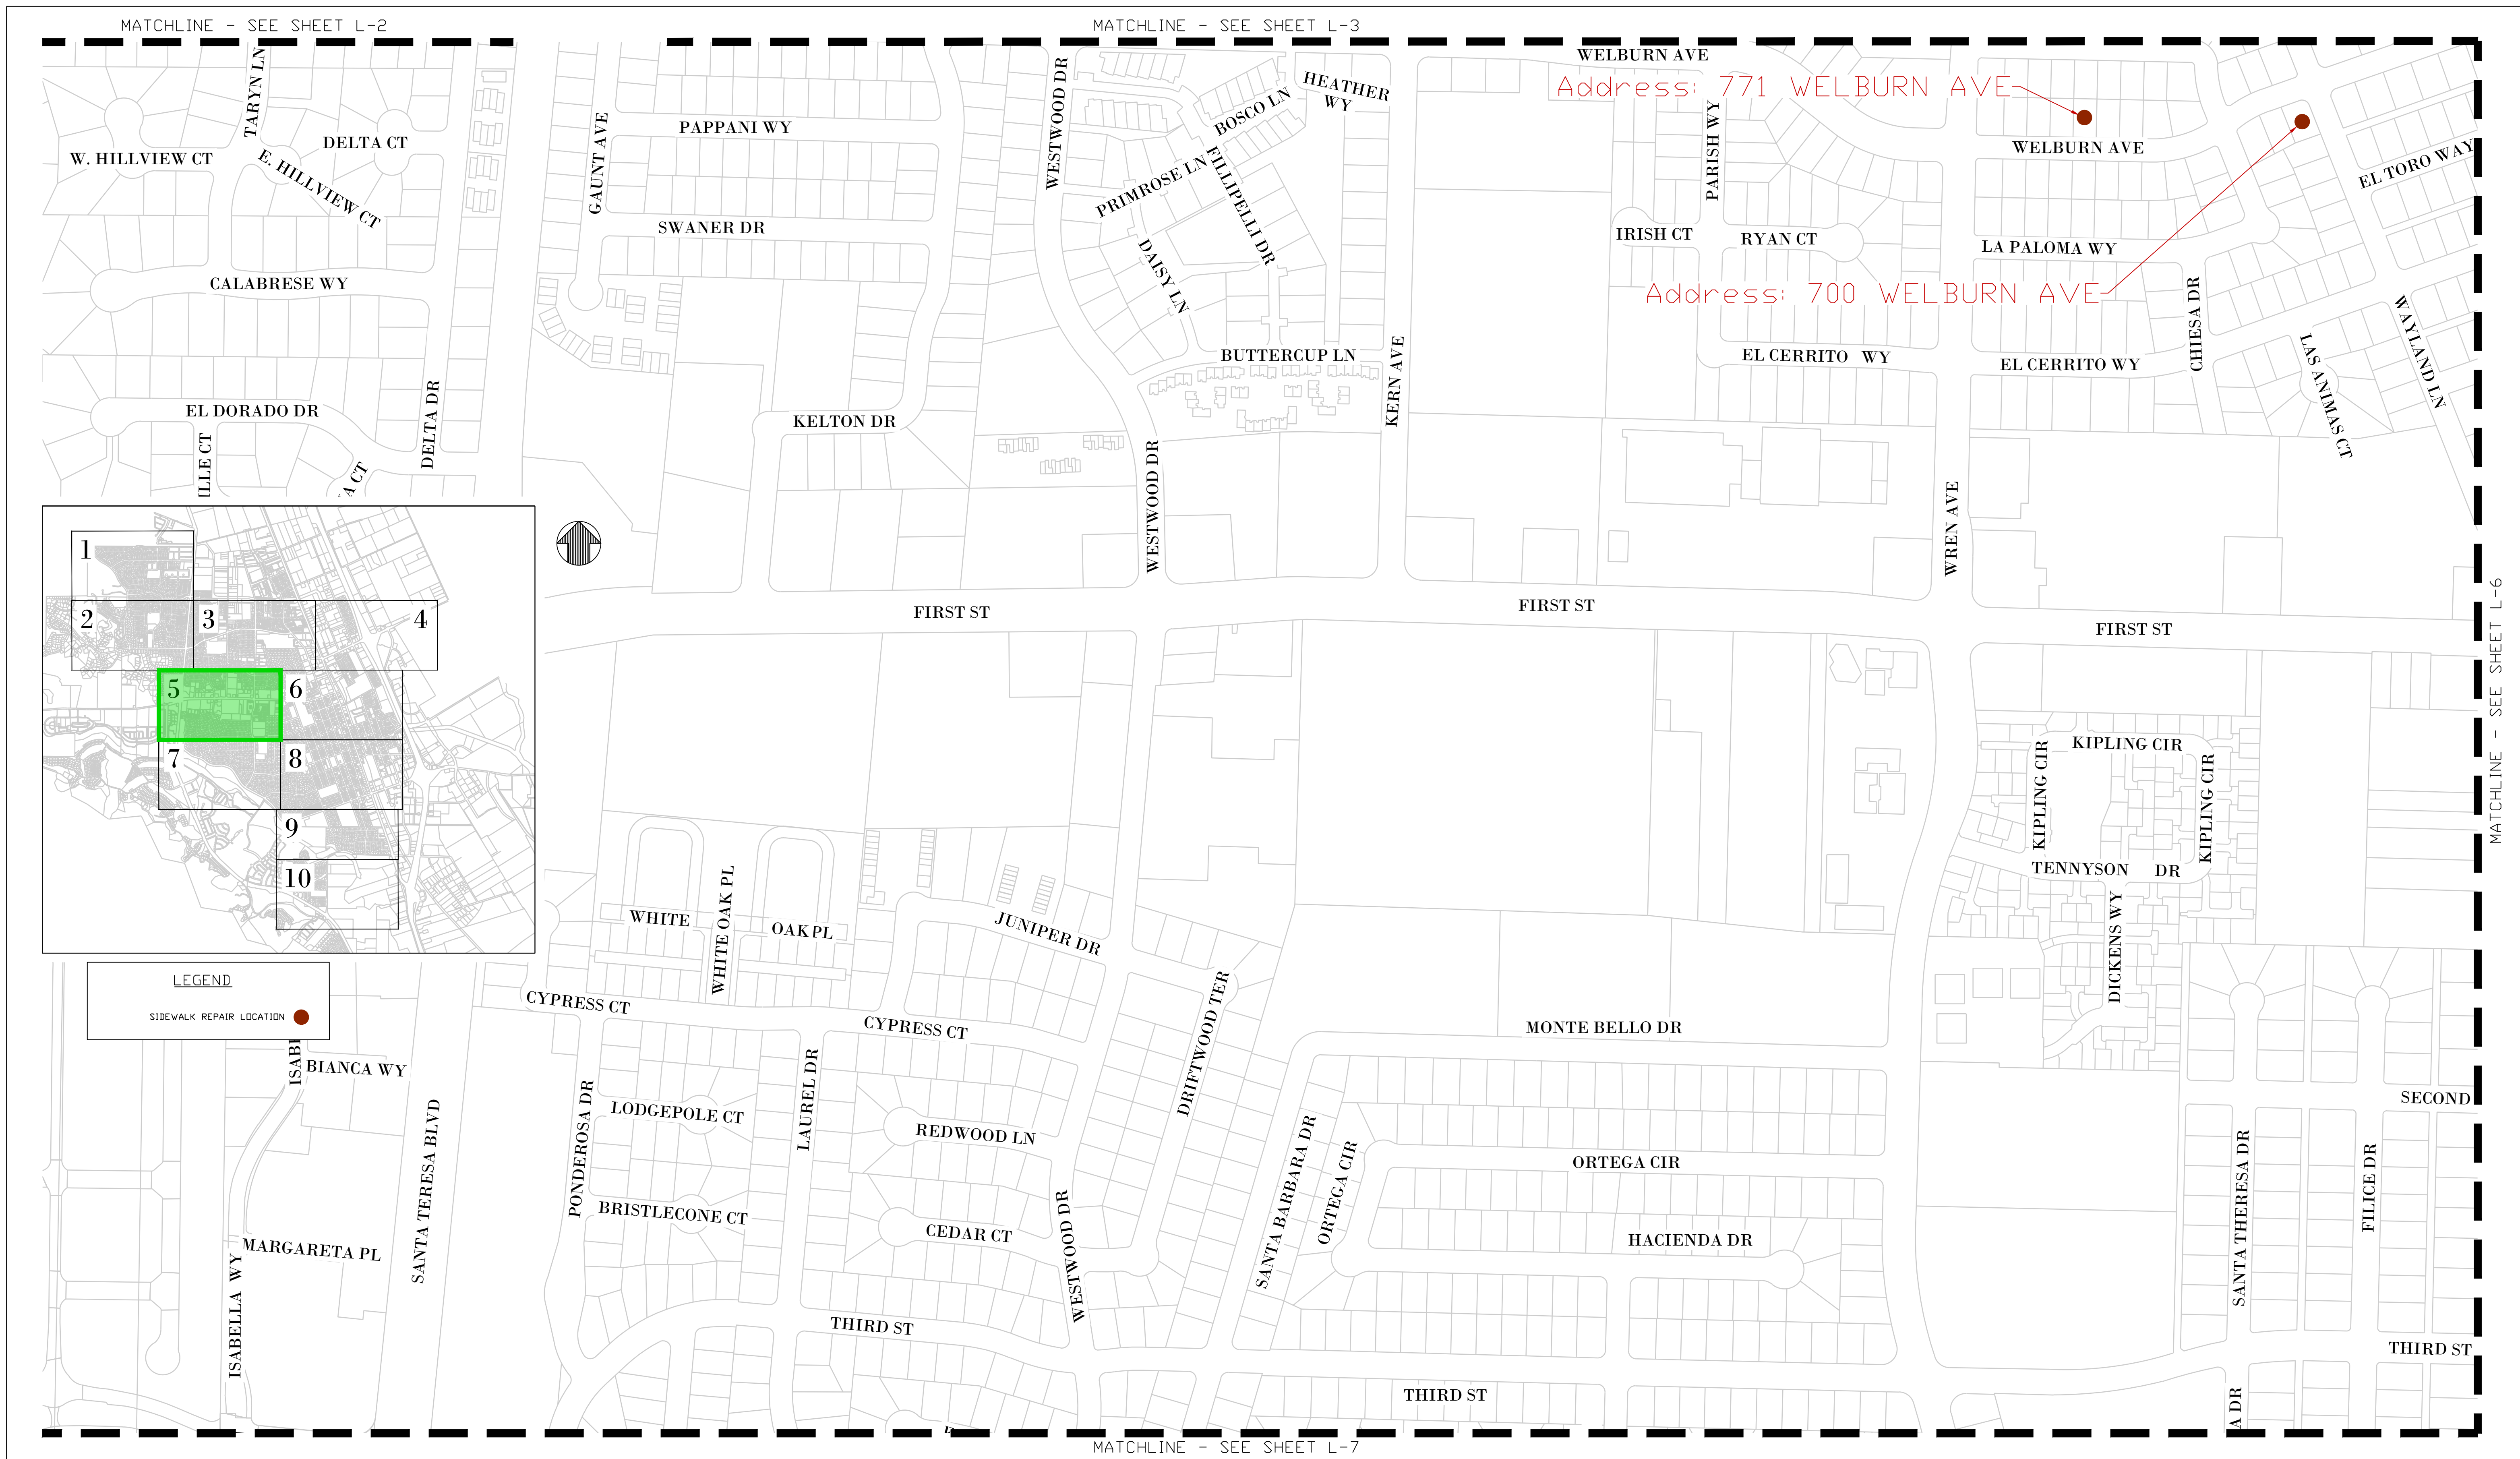 MATCHLINE - SEE SHEET L-2
MATCHLINE - SEE SHEET L-3
WELBURN AVE
Address: 771 WELBURN AVE
TARYN LN
DELTA CT
W. HILLVIEW CT
E. HILLVIEW CT
GAUNT AVE
PAPPANI WY
WESTWOOD DR
HEATHER
WY
BOSCO LN
PRIMROSE LN
FILLIPELLI DR
PARISH WY
WELBURN AVE
EL TORO WAY
SWANER DR
DAISY LN
IRISH CT
RYAN CT
LA PALOMA WY
CALABRESE WY
Address: 700 WELBURN AVE
CHIESA DR
WAYLAND LN
LAS ANIMAS CT
BUTTERCUP LN
KERN AVE
EL CERRITO WY
EL CERRITO WY
EL DORADO DR
DELTA DR
KELTON DR
ILLE CT
A CT
WESTWOOD DR
WREN AVE
1
2
3
4
5
6
7
8
9
10
FIRST ST
FIRST ST
FIRST ST
MATCHLINE - SEE SHEET L-6
KIPLING CIR
KIPLING CIR
KIPLING CIR
TENNYSON DR
DICKENS WY
WHITE
OAK PL
WHITE OAK PL
JUNIPER DR
LEGEND
SIDEWALK REPAIR LOCATION
CYPRESS CT
CYPRESS CT
DRIFTWOOD TER
MONTE BELLO DR
ISABE
BIANCA WY
SANTA TERESA BLVD
PONDEROSA DR
LODGEPOLE CT
LAUREL DR
REDWOOD LN
SECOND
SANTA BARBARA DR
ORTEGA CIR
ORTEGA CIR
SANTA THERESA DR
FILICE DR
BRISTLECONE CT
CEDAR CT
WESTWOOD DR
HACIENDA DR
MARGARETA PL
ISABELLA WY
THIRD ST
THIRD ST
THIRD ST
A DR
MATCHLINE - SEE SHEET L-7